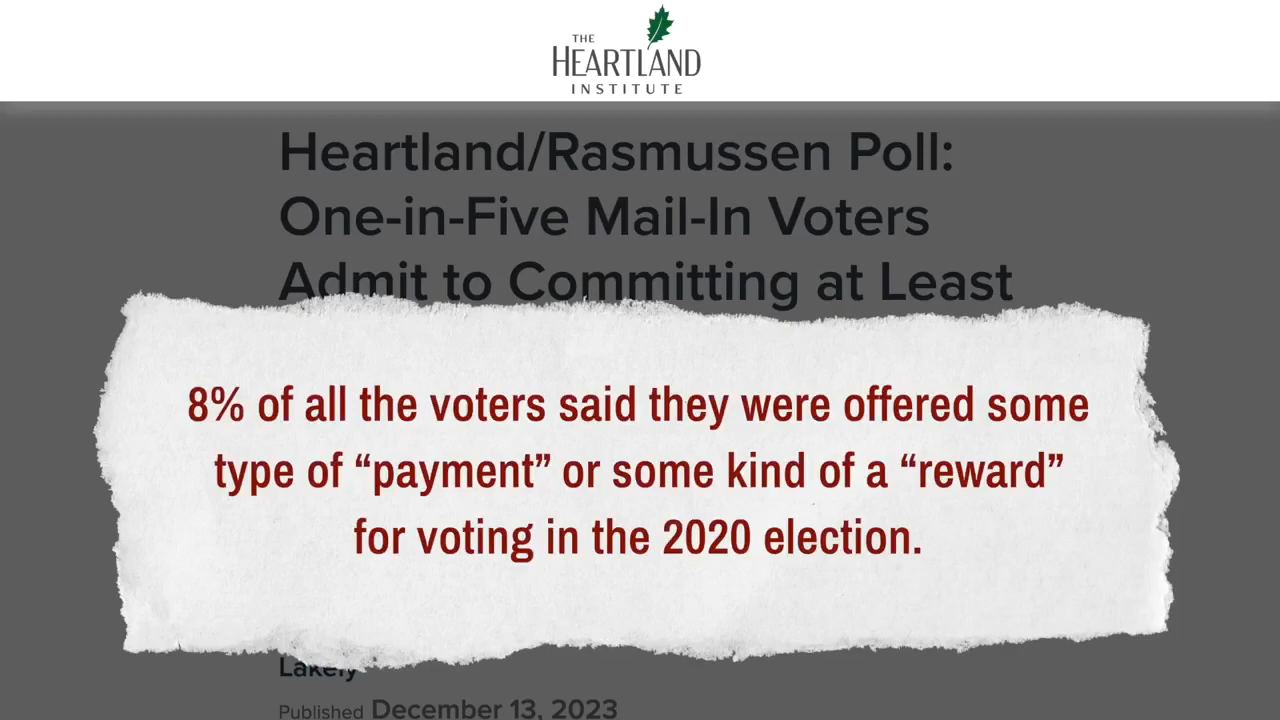 THE
HEARTLAND
INSTITUTE
Heartland/Rasmussen Poll:
One-in-Five Mail-In Voters
Admit to Committing at Least
8% of all the voters said they were offered some
type of “payment” or some kind of a “reward”
for voting in the 2020 election.
Lakely
Published December 13, 2023